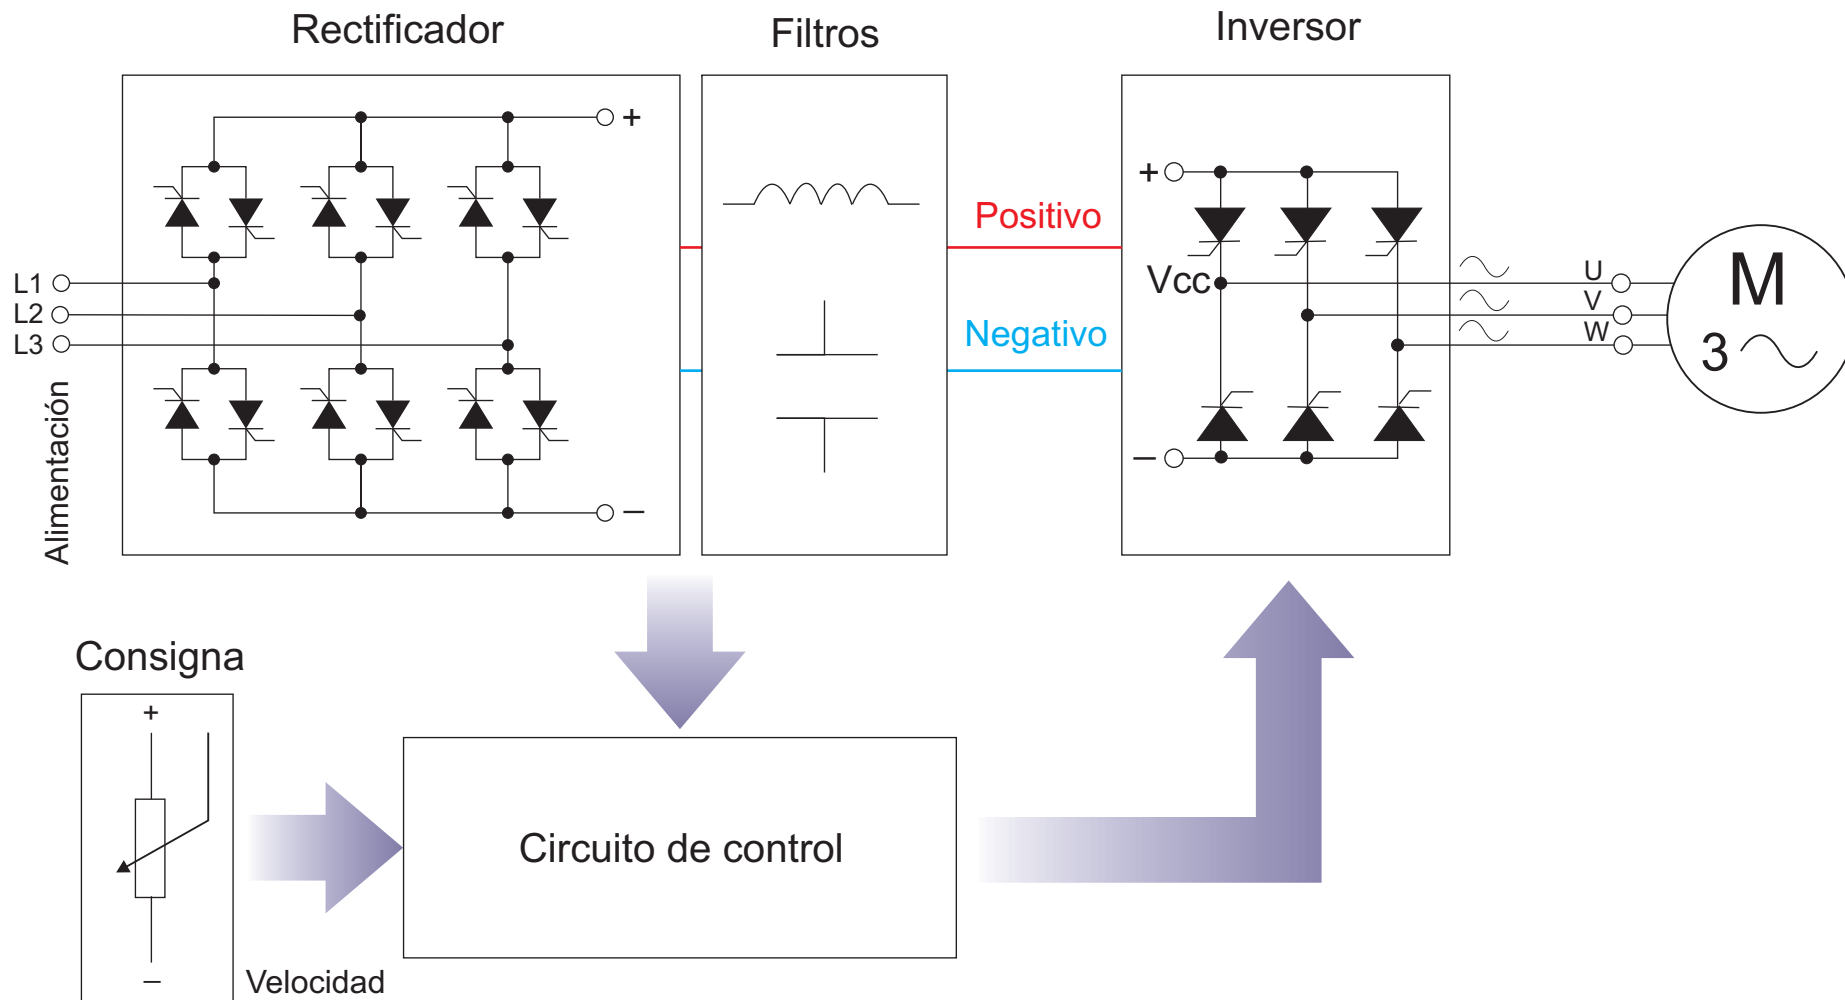 Rectificador
Filtros
Inversor
+
+
Positivo
L1
L2
L3
Vcc
U
V
W
M
3
Negativo
Alimentación
−
−
Consigna
+
Circuito de control
−
Velocidad